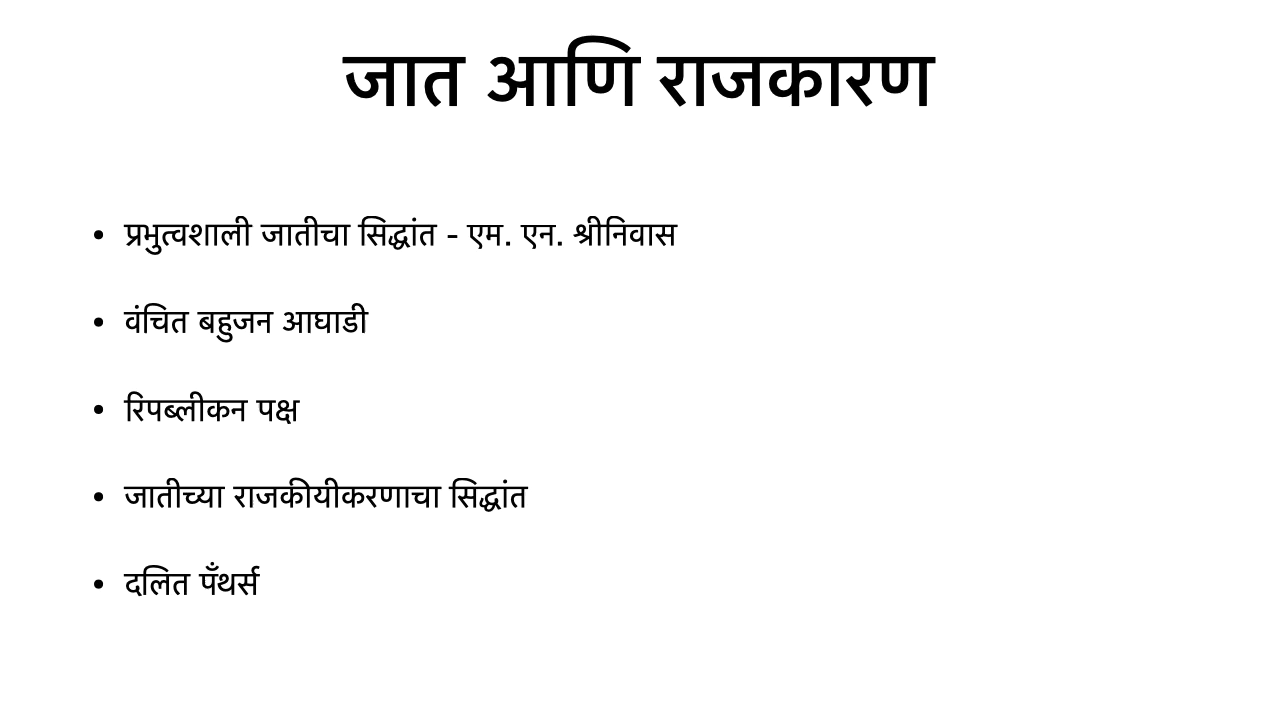 जात आणि राजकारण
• प्रभुत्वशाली जातीचा सिद्धांत - एम. एन. श्रीनिवास
• वंचित बहुजन आघाडी
• रिपब्लीकन पक्ष
• जातीच्या राजकीयीकरणाचा सिद्धांत
• दलित पँथर्स